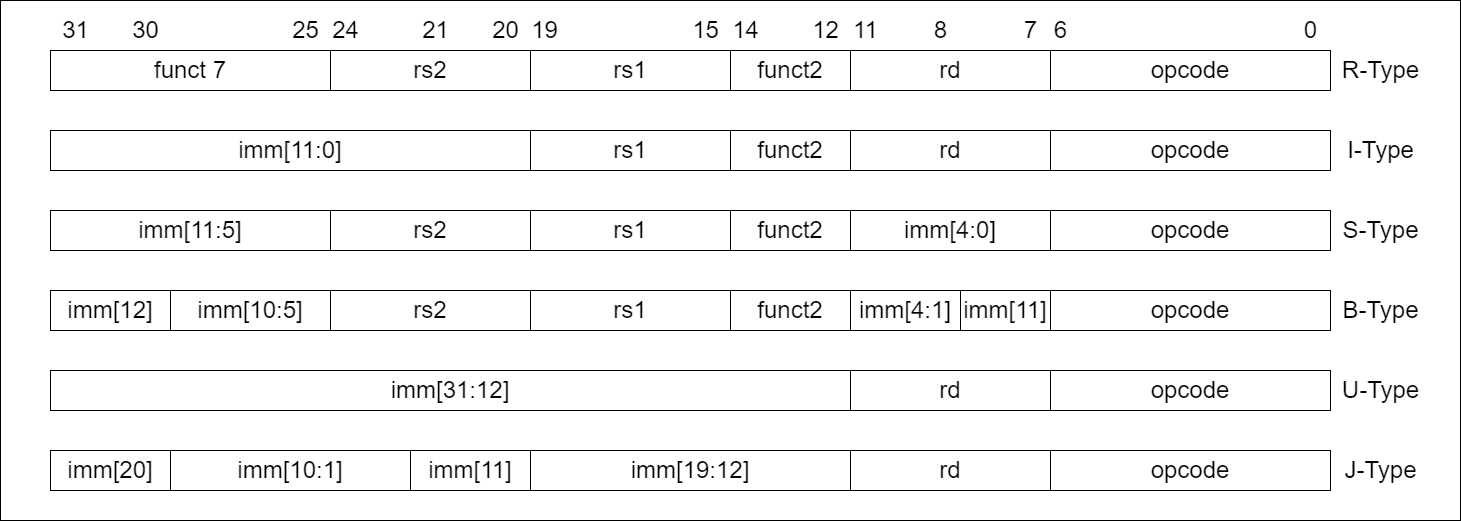 31 30 25 24 21 20 19 15 14 12 11 8 7 6 0
funct 7 rs2 rs1 funct2 rd opcode R-Type
imm[11:0] rs1 funct2 rd opcode I-Type
imm[11:5] rs2 rs1 funct2 imm[4:0] opcode S-Type
imm[12] imm[10:5] rs2 rs1 funct2 imm[4:1] imm[11] opcode B-Type
imm[31:12] rd opcode U-Type
imm[20] imm[10:1] imm[11] imm[19:12] rd opcode J-Type